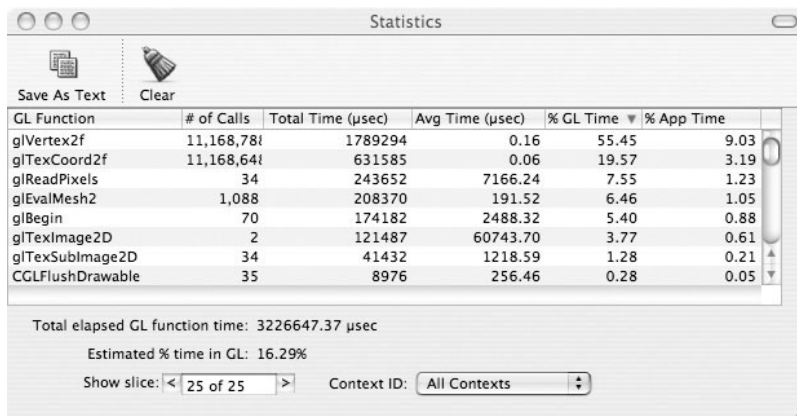 Statistics
Save As Text Clear
GL Function # of Calls Total Time (µsec) Avg Time (µsec) % GL Time % App Time
glVertex2f 1789294 0.16 55.45 9.03
glTexCoord2f 631585 0.06 19.57 3.19
glReadPixels 34 243652 7166.24 7.55 1.23
glEvalMesh2 1,088 208370 191.52 6.46 1.05
glBegin 70 174182 2488.32 5.40 0.88
glTexImage2D 2 121487 60743.70 3.77 0.61
glTexSubImage2D 34 41432 1218.59 1.28 0.21
CGLFlushDrawable 35 8976 256.46 0.28 0.05
Total elapsed GL function time: 3226647.37 µsec
Estimated % time in GL: 16.29%
Show slice: < 25 of 25 > Context ID: All Contexts